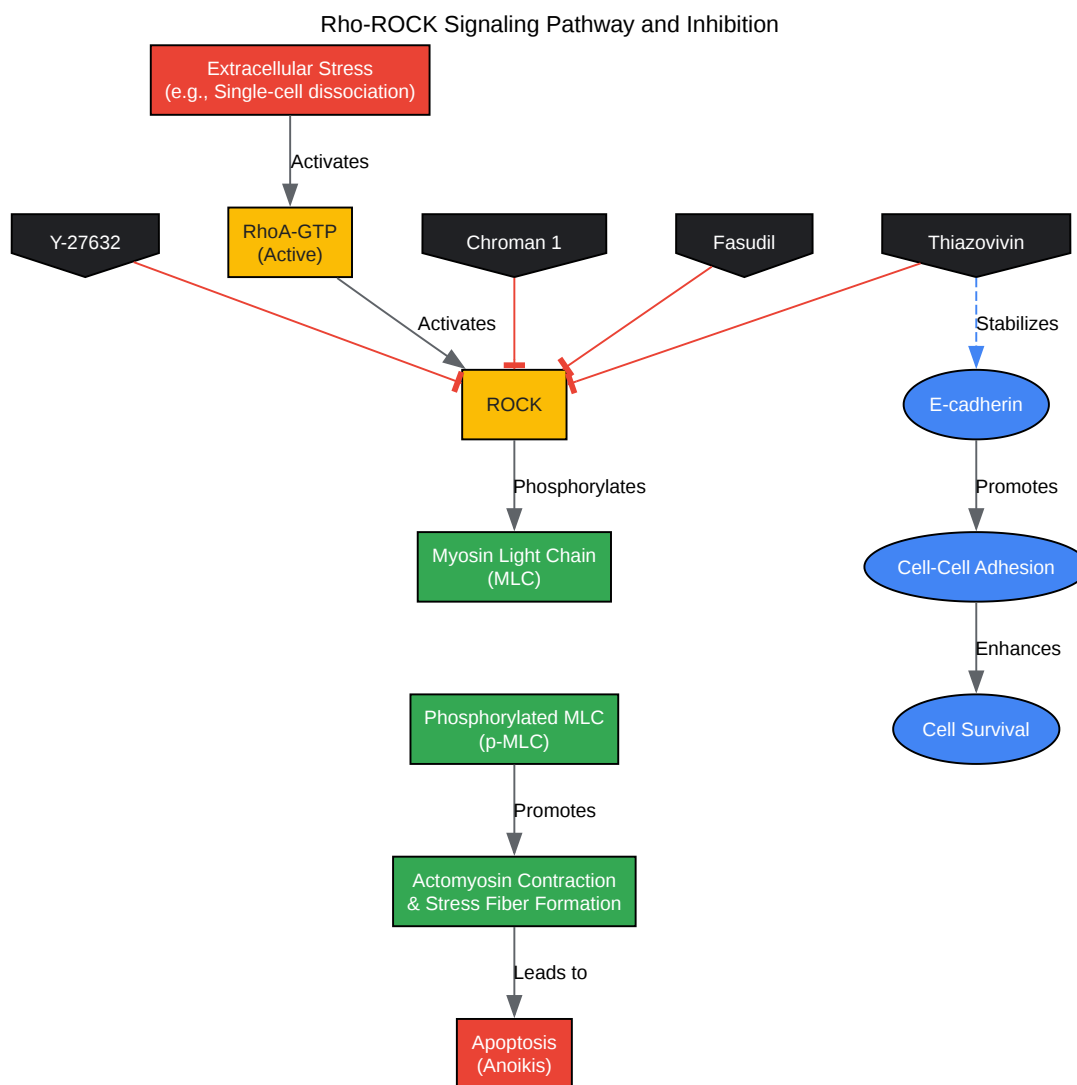 Rho-ROCK Signaling Pathway and Inhibition
Extracellular Stress
(e.g., Single-cell dissociation)
Activates
Y-27632
RhoA-GTP
(Active)
Chroman 1
Fasudil
Thiazovivin
Activates
Stabilizes
ROCK
E-cadherin
Phosphorylates
Promotes
Myosin Light Chain
(MLC)
Cell-Cell Adhesion
Enhances
Phosphorylated MLC
(p-MLC)
Cell Survival
Promotes
Actomyosin Contraction
& Stress Fiber Formation
Leads to
Apoptosis
(Anoikis)